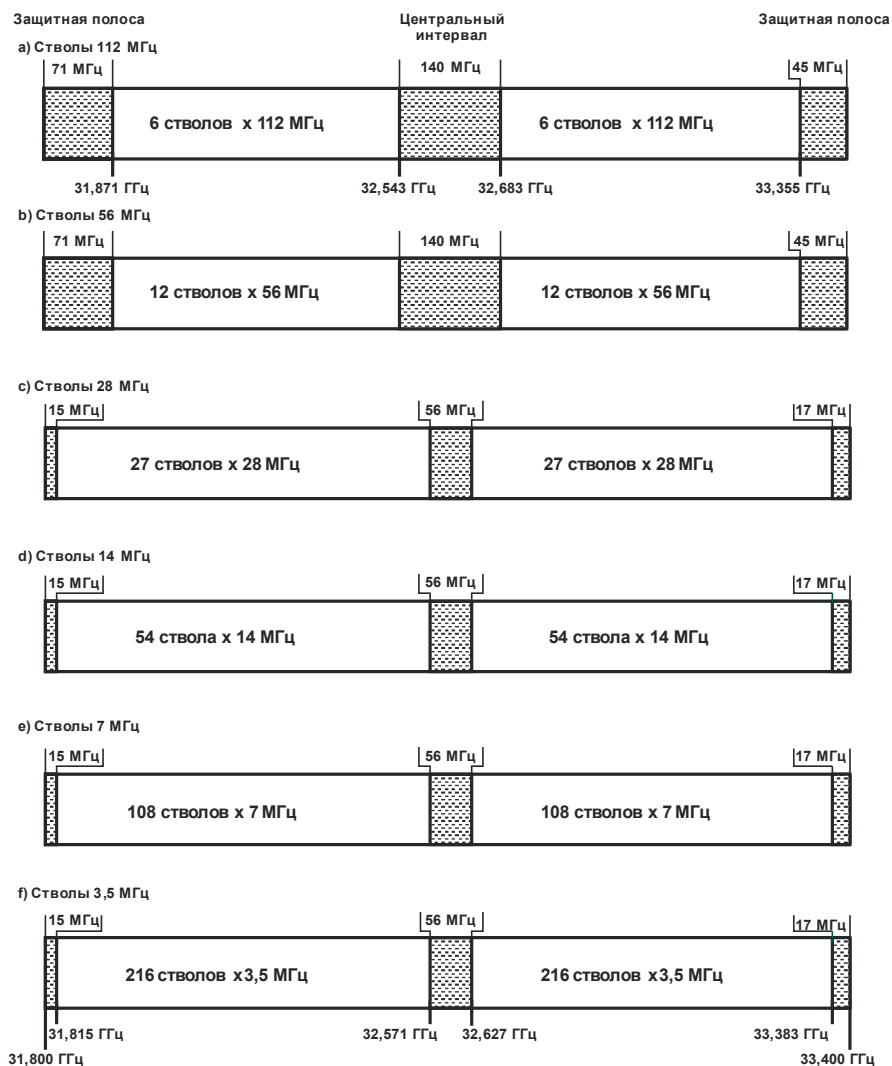 Защитная полоса Центральный интервал Защитная полоса
a) Стволы 112 МГц
71 МГц 140 МГц 45 МГц
6 стволов х 112 МГц 6 стволов х 112 МГц
31,871 ГГц 32,543 ГГц 32,683 ГГц 33,355 ГГц
b) Стволы 56 МГц
71 МГц 140 МГц 45 МГц
12 стволов х 56 МГц 12 стволов х 56 МГц
c) Стволы 28 МГц
15 МГц 56 МГц 17 МГц
27 стволов х 28 МГц 27 стволов х 28 МГц
d) Стволы 14 МГц
15 МГц 56 МГц 17 МГц
54 ствола х 14 МГц 54 ствола х 14 МГц
e) Стволы 7 МГц
15 МГц 56 МГц 17 МГц
108 стволов х 7 МГц 108 стволов х 7 МГц
f) Стволы 3,5 МГц
15 МГц 56 МГц 17 МГц
216 стволов х3,5 МГц 216 стволов х3,5 МГц
31,815 ГГц 32,571 ГГц 32,627 ГГц 33,383 ГГц
31,800 ГГц 33,400 ГГц